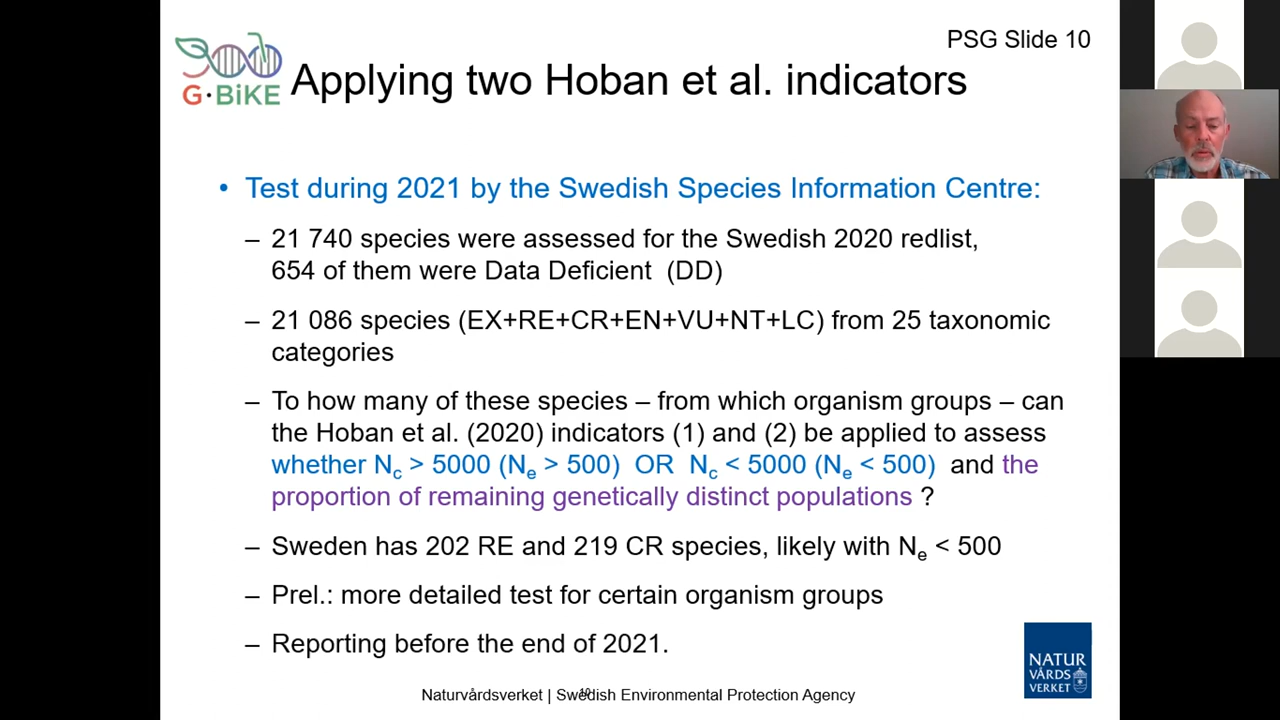 PSG Slide 10
G·BiKE
Applying two Hoban et al. indicators
• Test during 2021 by the Swedish Species Information Centre:
– 21 740 species were assessed for the Swedish 2020 redlist,
654 of them were Data Deficient (DD)
– 21 086 species (EX+RE+CR+EN+VU+NT+LC) from 25 taxonomic
categories
– To how many of these species – from which organism groups – can
the Hoban et al. (2020) indicators (1) and (2) be applied to assess
whether Nc > 5000 (Ne > 500) OR Nc < 5000 (Ne < 500) and the
proportion of remaining genetically distinct populations ?
– Sweden has 202 RE and 219 CR species, likely with Ne < 500
– Prel.: more detailed test for certain organism groups
– Reporting before the end of 2021.
NATUR
VÅRDS
VERKET
Naturvårdsverket | Swedish Environmental Protection Agency
10